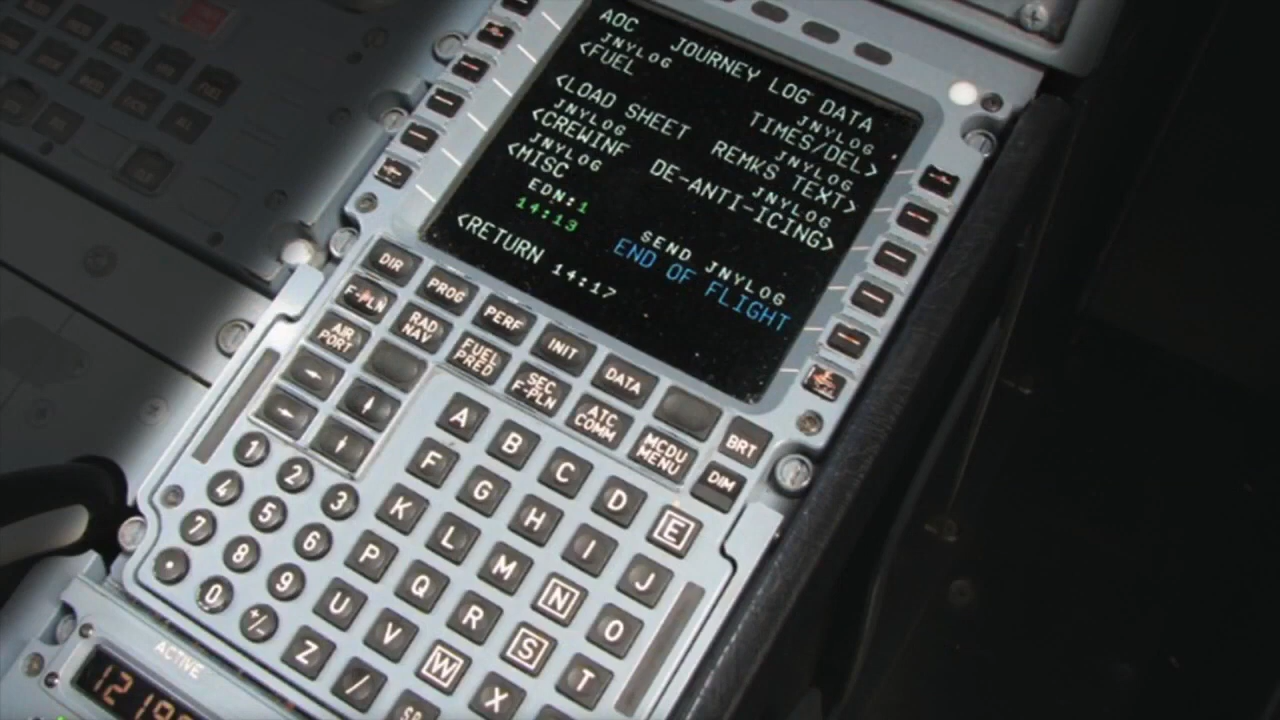 AOC JOURNEY LOG DATA
JNYLOG JNYLOG
<FUEL TIMES/DEL>
JNYLOG
<LOAD SHEET REMKS TEXT>
JNYLOG JNYLOG
<CREWINF DE-ANTI-ICING>
JNYLOG
<MISC
EDN:1 SEND JNYLOG
14:13 END OF FLIGHT
<RETURN 14:17
DIR PROG PERF INIT DATA BRT
F-PLN RAD NAV FUEL PRED SEC F-PLN ATC COMM MCDU MENU DIM
AIR PORT
A B C D E
F G H I J
K L M N O
P Q R S T
U V W X
Z / SP
1 2 3
4 5 6
7 8 9
. 0 +/-
ACTIVE